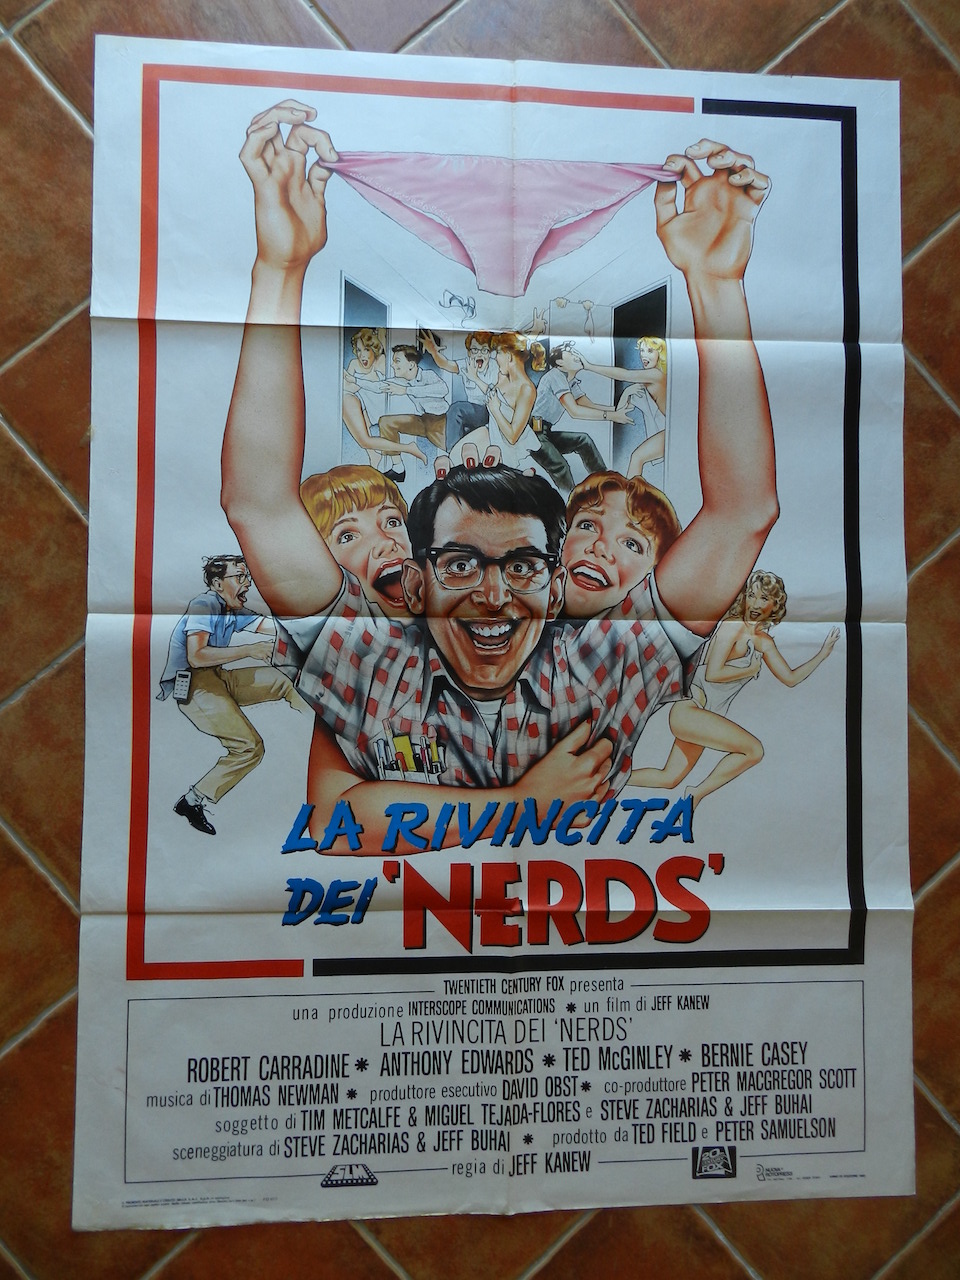 LA RIVINCITA
DEI 'NERDS'
TWENTIETH CENTURY FOX presenta
una produzione INTERSCOPE COMMUNICATIONS * un film di JEFF KANEW
LA RIVINCITA DEI 'NERDS'
ROBERT CARRADINE * ANTHONY EDWARDS * TED McGINLEY * BERNIE CASEY
musica di THOMAS NEWMAN * produttore esecutivo DAVID OBST * co-produttore PETER MACGREGOR SCOTT
soggetto di TIM METCALFE & MIGUEL TEJADA-FLORES e STEVE ZACHARIAS & JEFF BUHAI
sceneggiatura di STEVE ZACHARIAS & JEFF BUHAI * prodotto da TED FIELD e PETER SAMUELSON
regia di JEFF KANEW